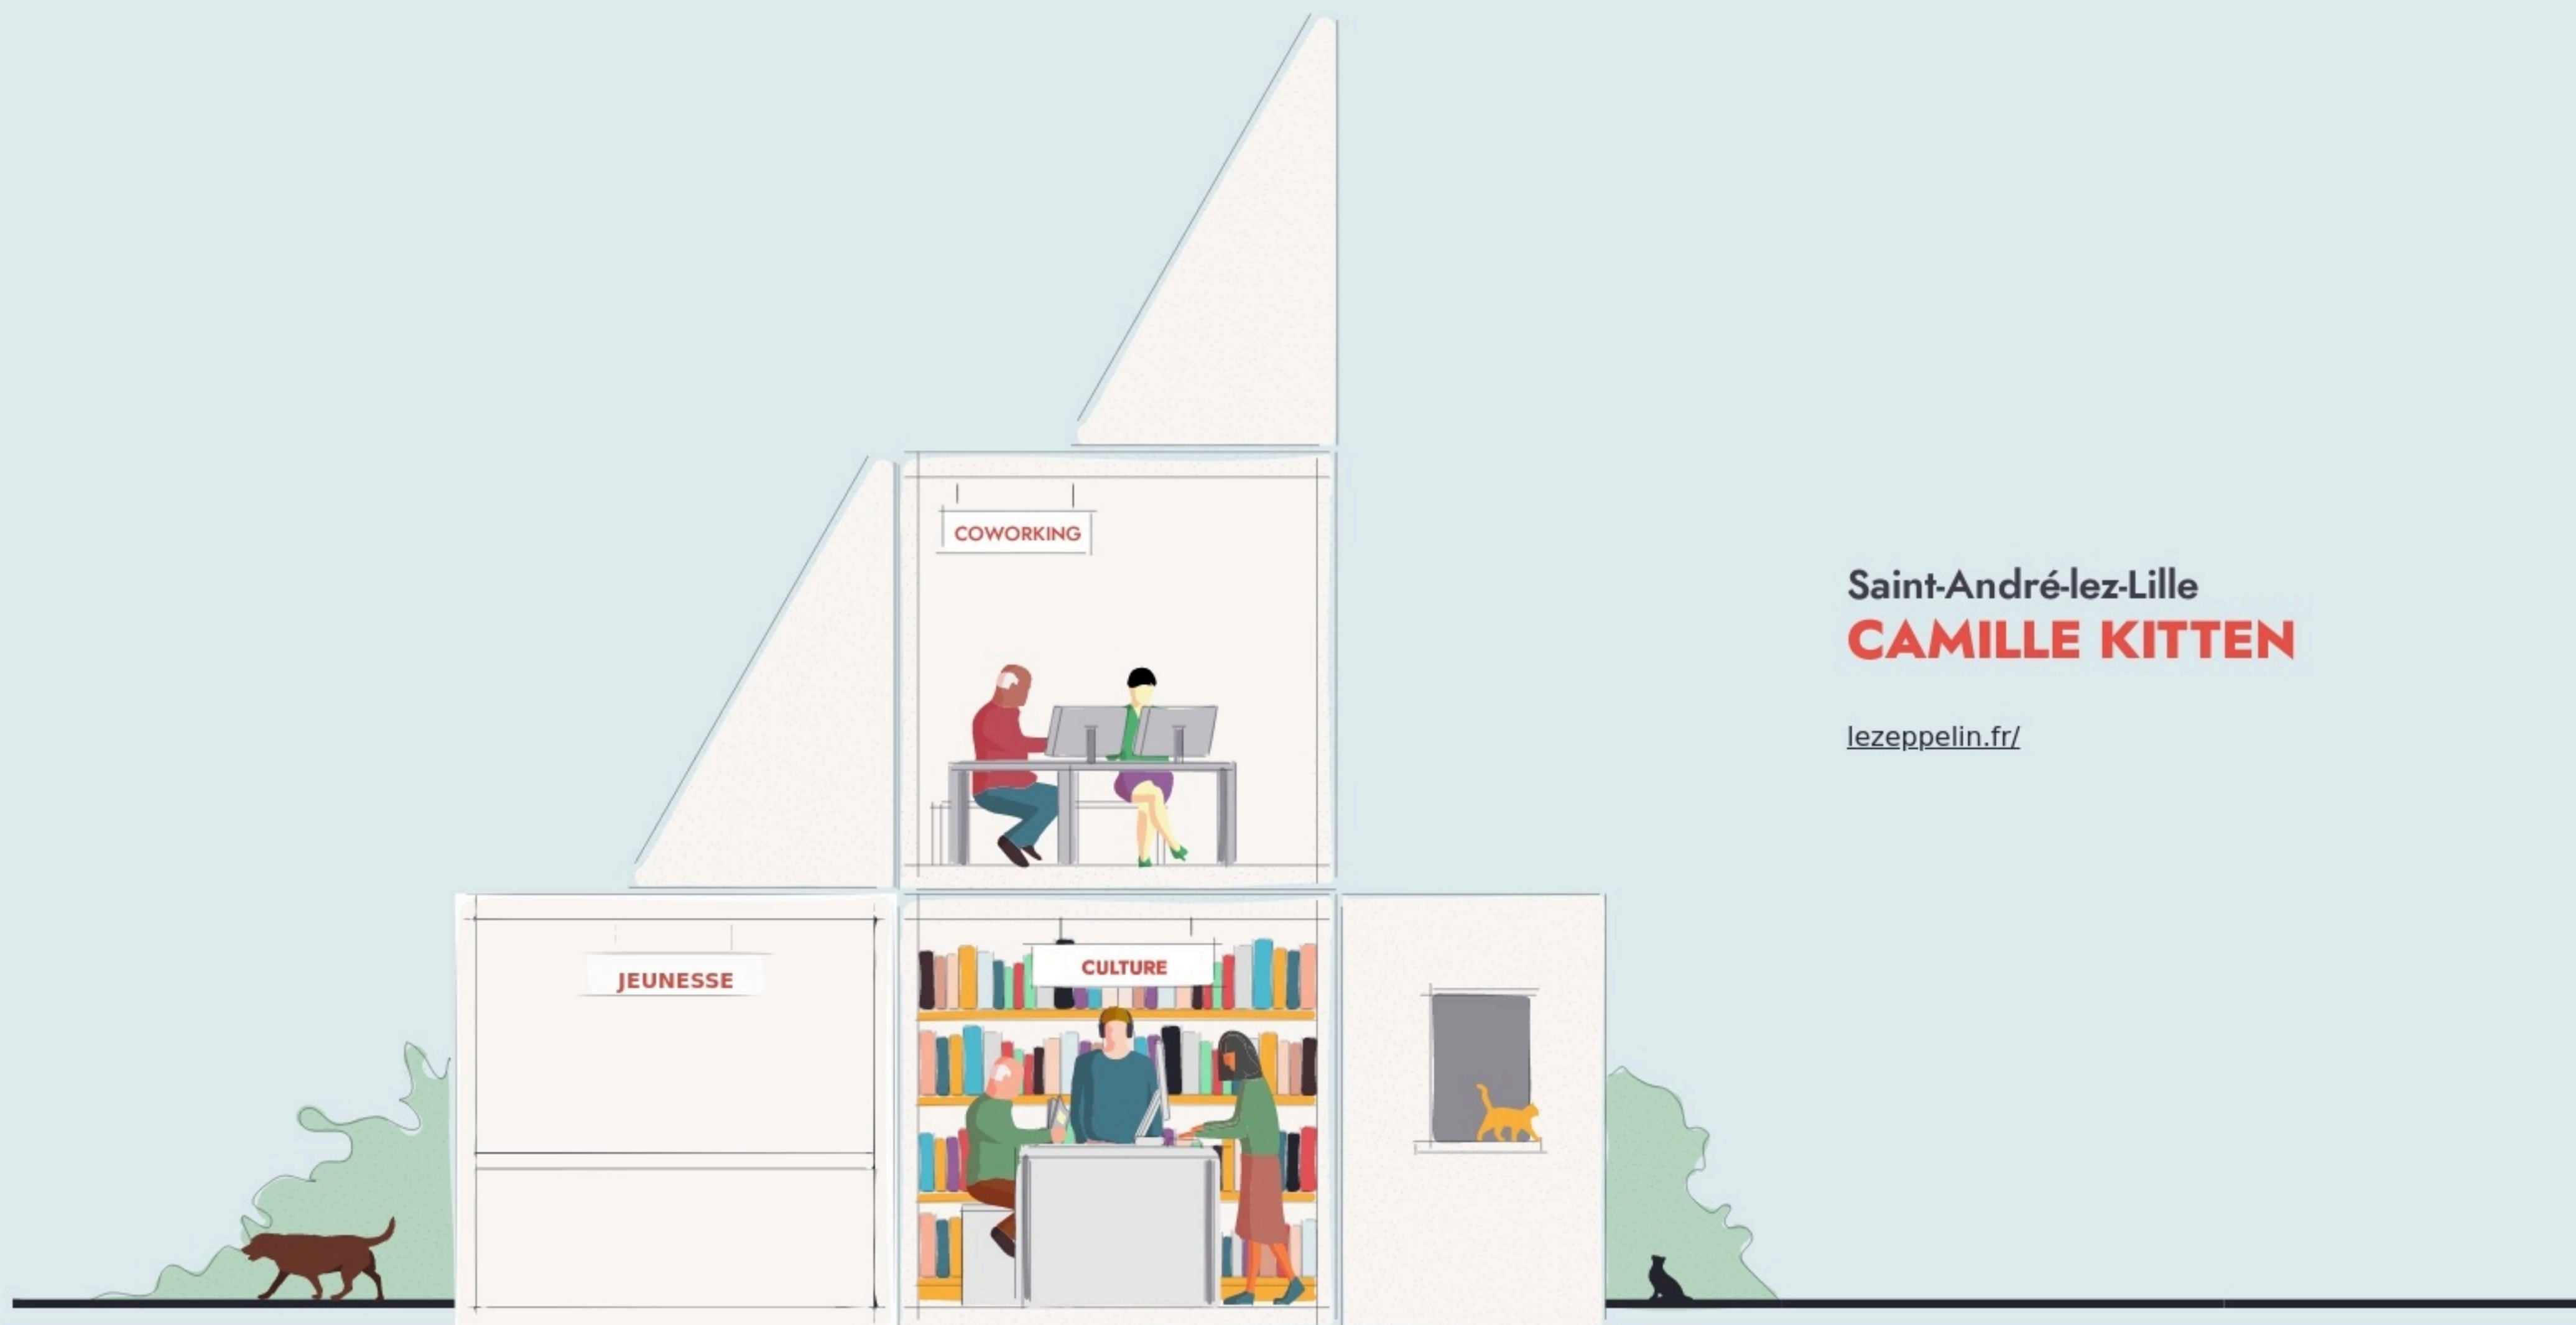 COWORKING
Saint-André-lez-Lille
CAMILLE KITTEN
lezeppelin.fr/
JEUNESSE
CULTURE